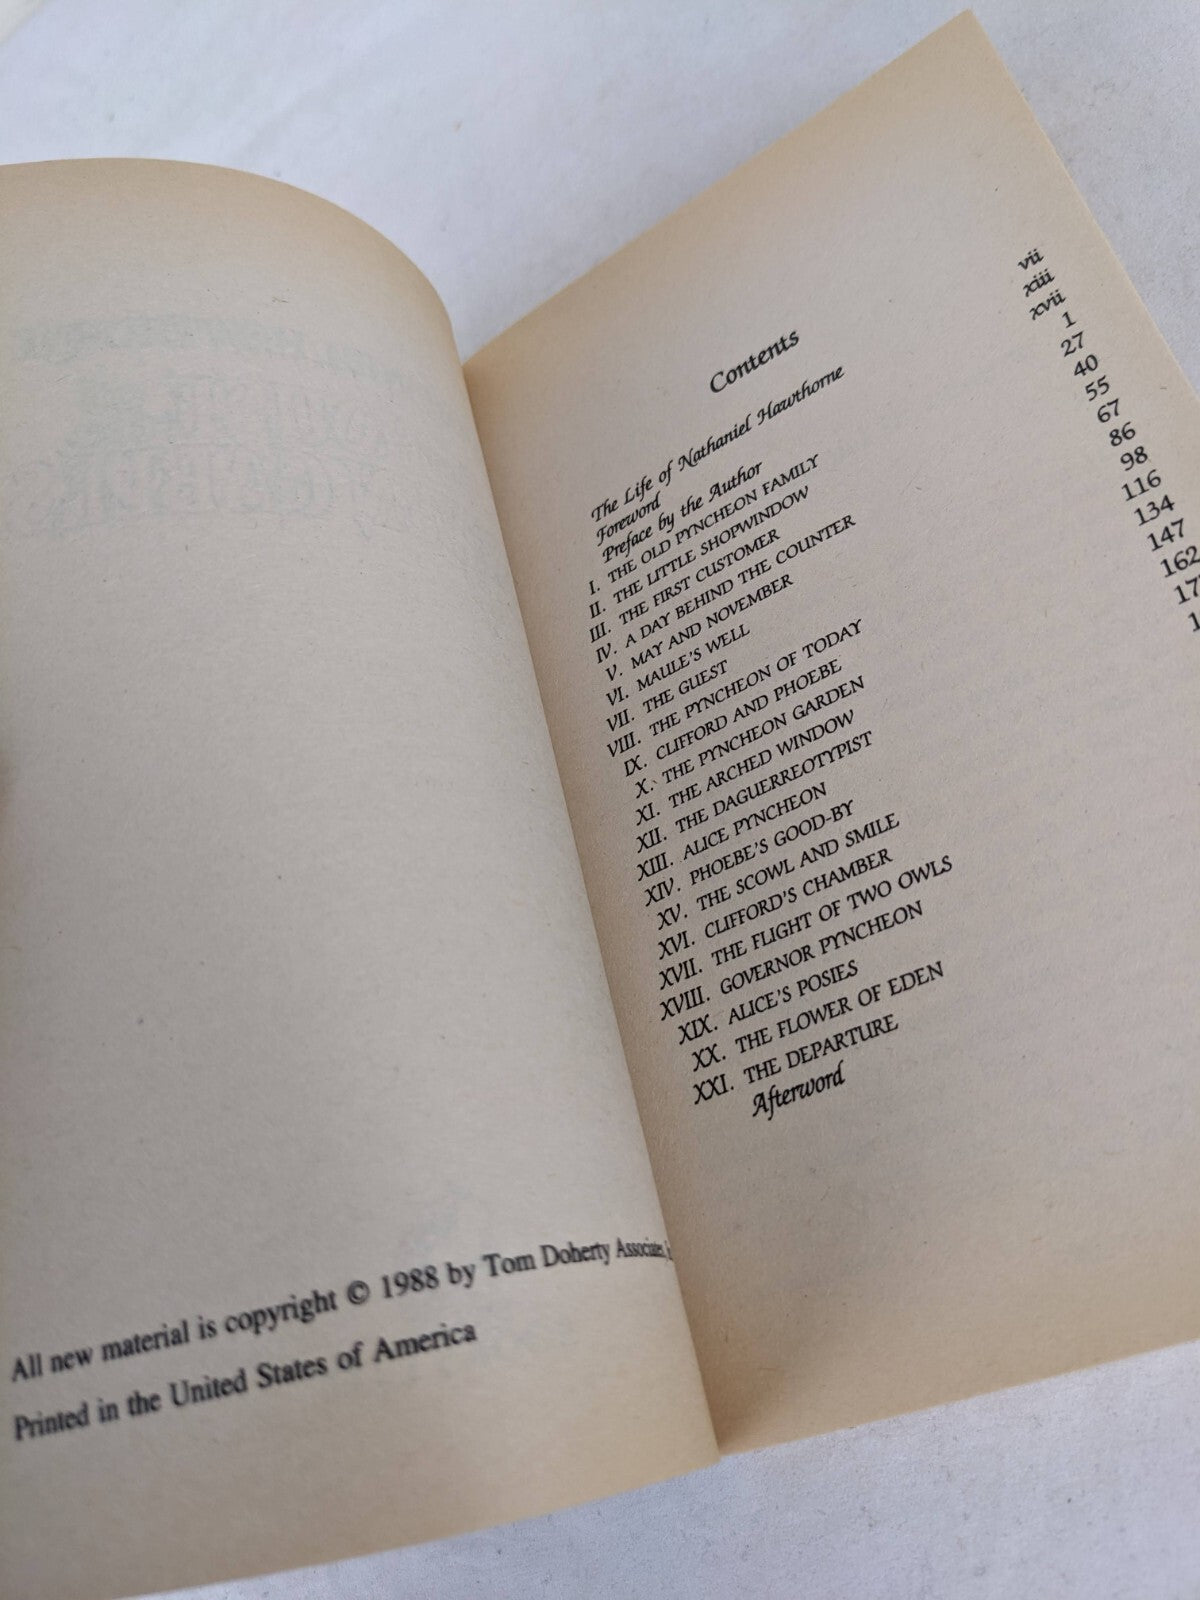 All new material is copyright © 1988 by Tom Doherty Associates,
Printed in the United States of America
Contents
The Life of Nathaniel Hawthorne vii
Foreword xiii
Preface by the Author xvii
I. THE OLD PYNCHEON FAMILY 1
II. THE LITTLE SHOPWINDOW 27
III. THE FIRST CUSTOMER 40
IV. A DAY BEHIND THE COUNTER 55
V. MAY AND NOVEMBER 67
VI. MAULE'S WELL 86
VII. THE GUEST 98
VIII. THE PYNCHEON OF TODAY 116
IX. CLIFFORD AND PHOEBE 134
X. THE PYNCHEON GARDEN 147
XI. THE ARCHED WINDOW 162
XII. THE DAGUERREOTYPIST
XIII. ALICE PYNCHEON
XIV. PHOEBE'S GOOD-BY
XV. THE SCOWL AND SMILE
XVI. CLIFFORD'S CHAMBER
XVII. THE FLIGHT OF TWO OWLS
XVIII. GOVERNOR PYNCHEON
XIX. ALICE'S POSIES
XX. THE FLOWER OF EDEN
XXI. THE DEPARTURE
Afterword